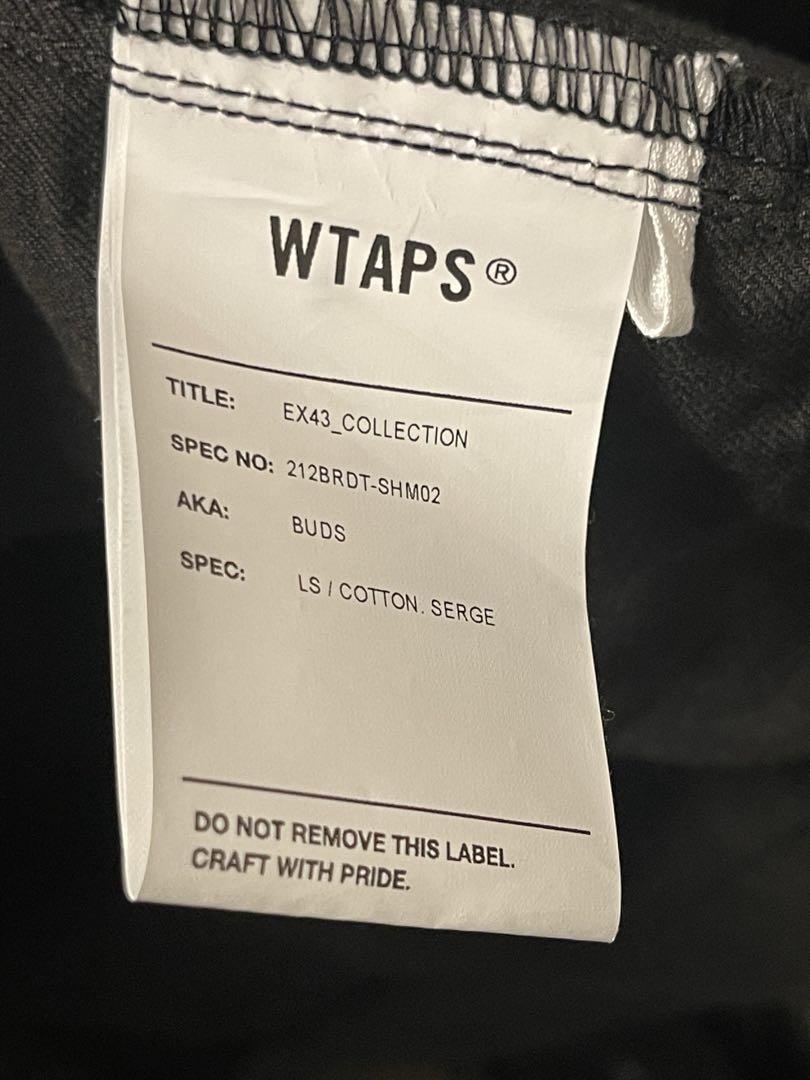 WTAPS®
TITLE: EX43_COLLECTION
SPEC NO: 212BRDT-SHM02
AKA: BUDS
SPEC: LS / COTTON. SERGE
DO NOT REMOVE THIS LABEL.
CRAFT WITH PRIDE.